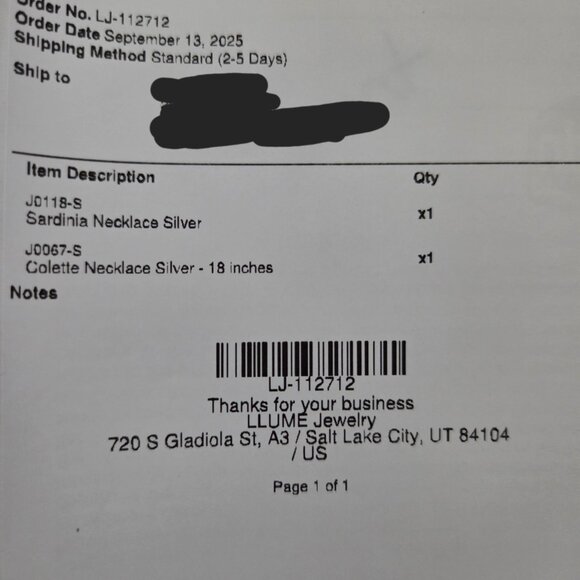 Order No. LJ-112712
Order Date September 13, 2025
Shipping Method Standard (2-5 Days)
Ship to
Item Description Qty
J0118-S
Sardinia Necklace Silver x1
J0067-S
Colette Necklace Silver - 18 inches x1
Notes
LJ-112712
Thanks for your business
LLUME Jewelry
720 S Gladiola St, A3 / Salt Lake City, UT 84104
/ US
Page 1 of 1